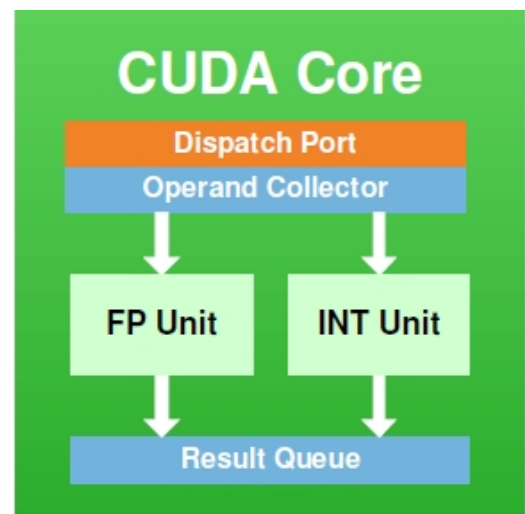 CUDA Core
Dispatch Port
Operand Collector
FP Unit
INT Unit
Result Queue